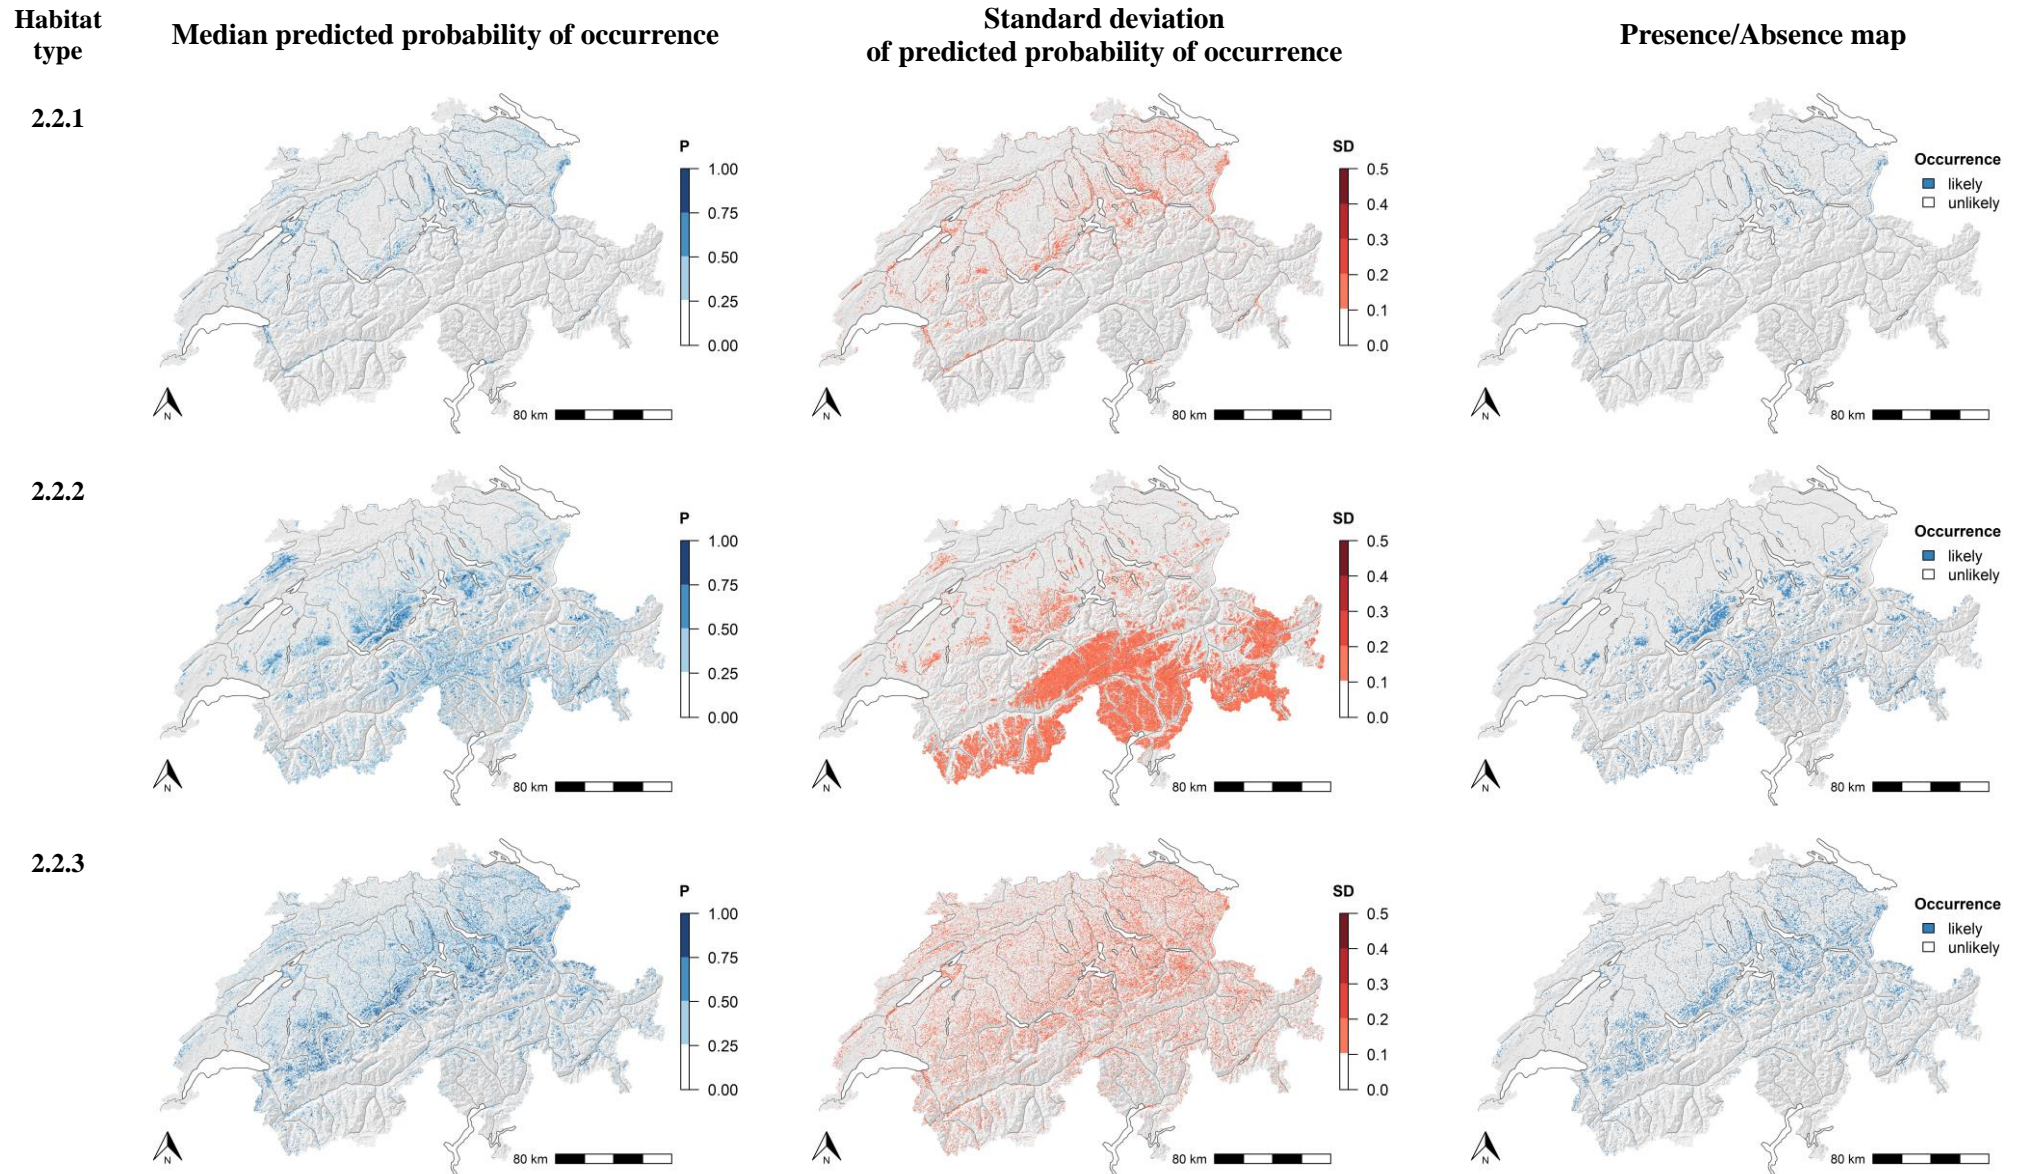 Habitat
type
Median predicted probability of occurrence
Standard deviation
of predicted probability of occurrence
Presence/Absence map
2.2.1
P
1.00
0.75
0.50
0.25
0.00
N
80 km
SD
0.5
0.4
0.3
0.2
0.1
0.0
N
80 km
Occurrence
likely
unlikely
N
80 km
2.2.2
P
1.00
0.75
0.50
0.25
0.00
N
80 km
SD
0.5
0.4
0.3
0.2
0.1
0.0
N
80 km
Occurrence
likely
unlikely
N
80 km
2.2.3
P
1.00
0.75
0.50
0.25
0.00
N
80 km
SD
0.5
0.4
0.3
0.2
0.1
0.0
N
80 km
Occurrence
likely
unlikely
N
80 km